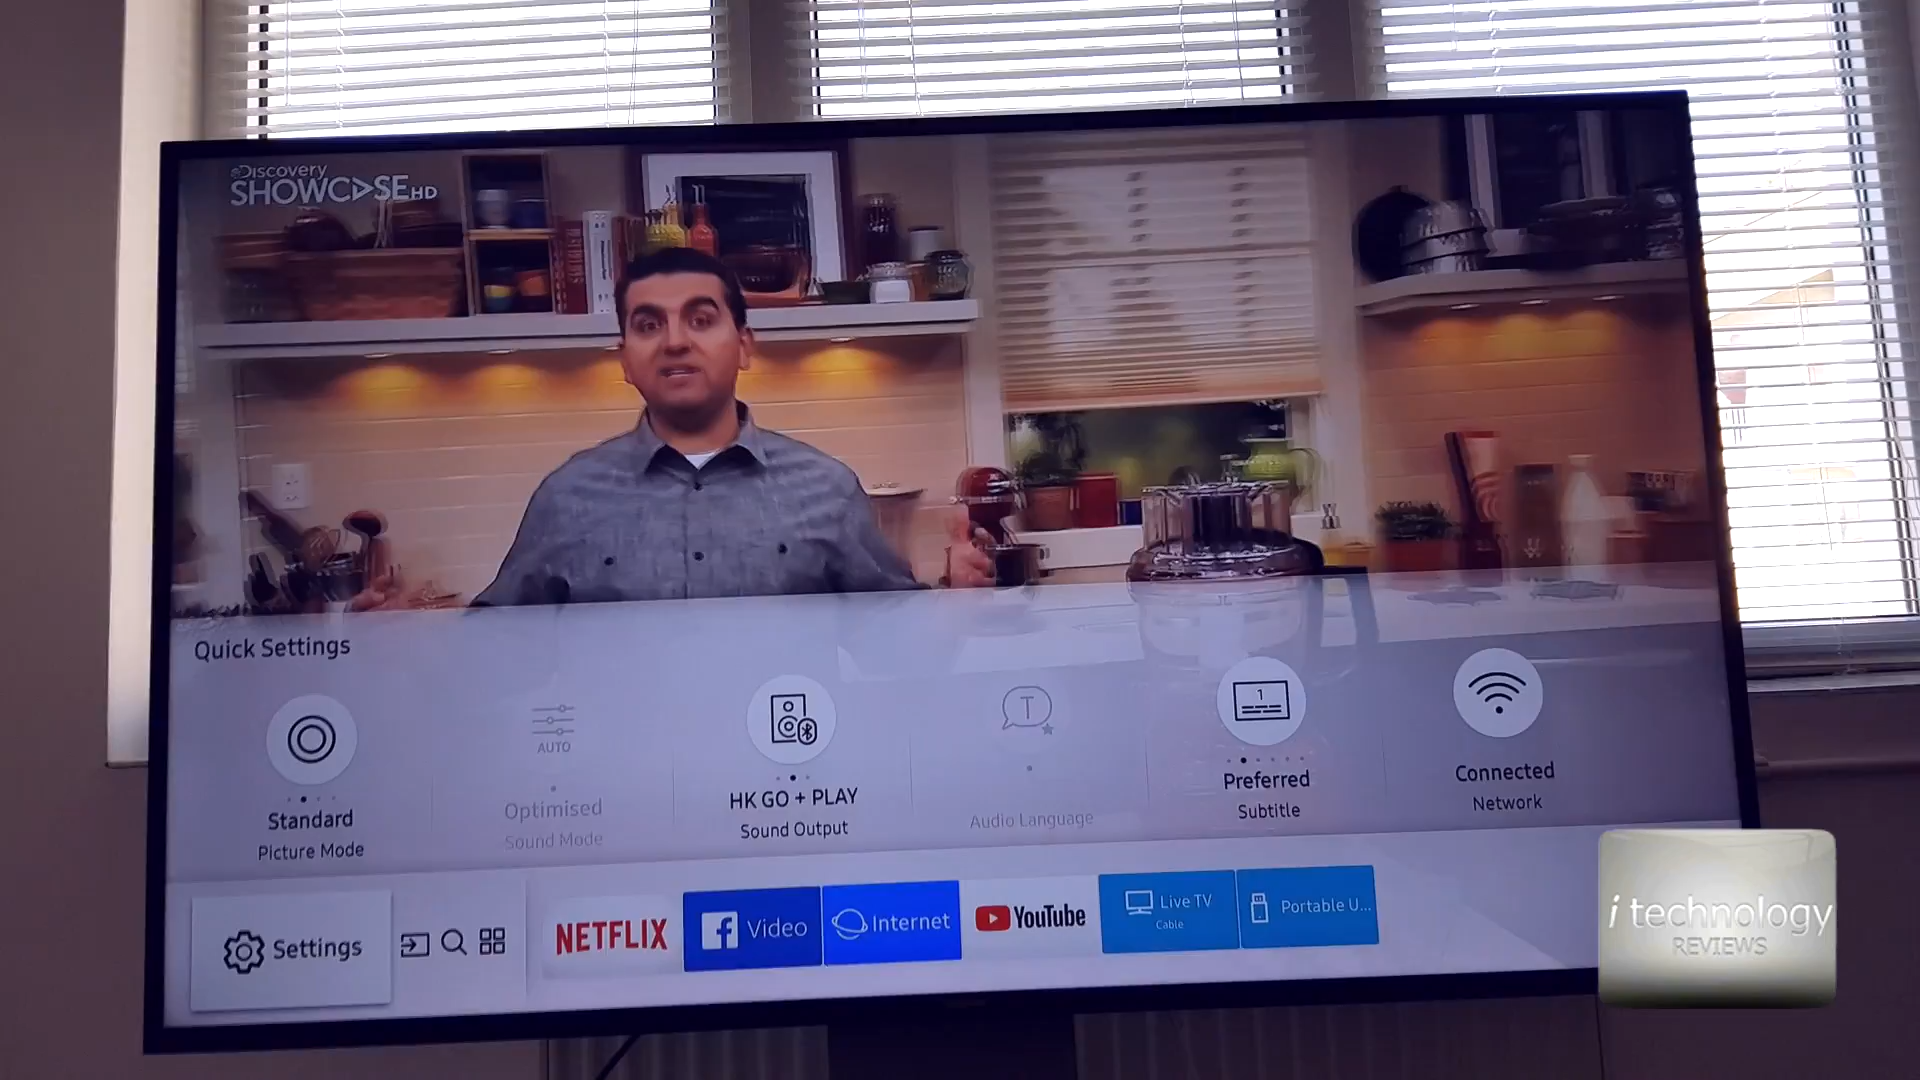 Discovery
SHOWCASE HD
Quick Settings
AUTO
T
1
Standard
Picture Mode
Optimised
Sound Mode
HK GO + PLAY
Sound Output
Audio Language
Preferred
Subtitle
Connected
Network
Settings
NETFLIX
f Video
Internet
YouTube
Live TV
Cable
Portable U...
i technology
REVIEWS